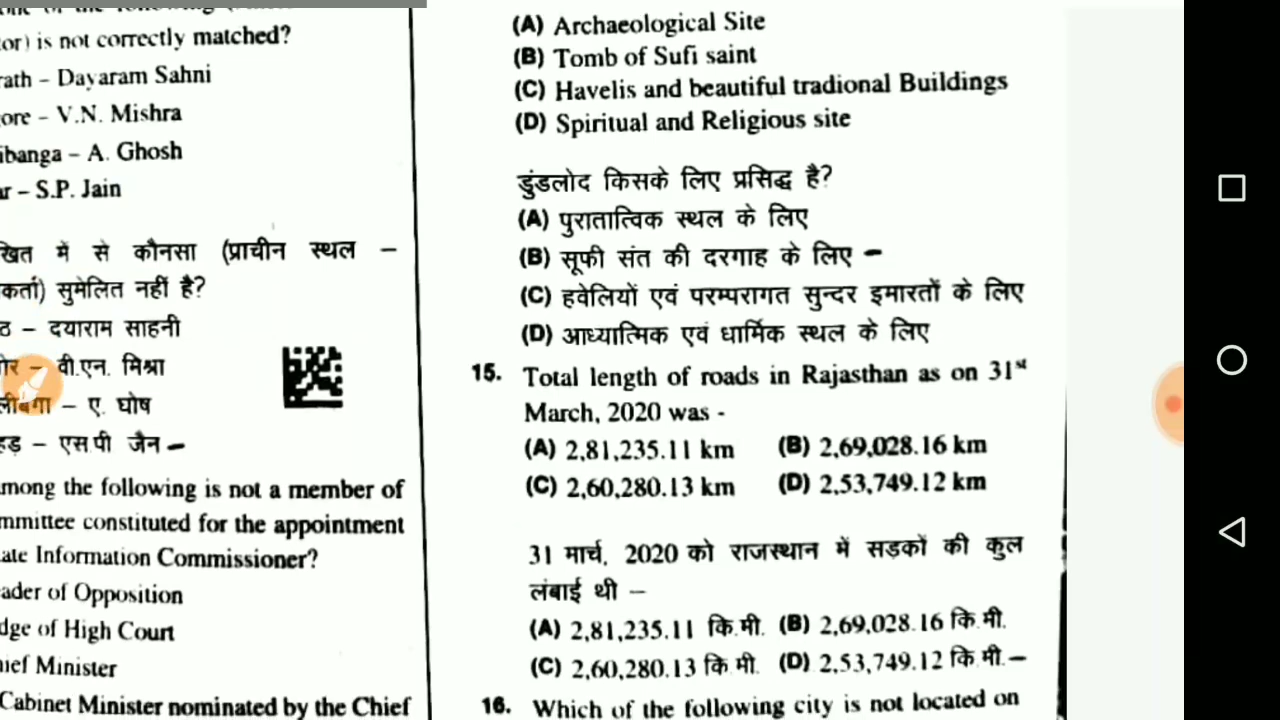 or) is not correctly matched?
rath – Dayaram Sahni
ore – V.N. Mishra
ibanga – A. Ghosh
ar – S.P. Jain
खित में से कौनसा (प्राचीन स्थल –
कर्ता) सुमेलित नहीं है?
ठ – दयाराम साहनी
ोर – वी.एन. मिश्रा
लीबंगा – ए. घोष
हड़ – एस.पी जैन
mong the following is not a member of
mmittee constituted for the appointment
ate Information Commissioner?
ader of Opposition
dge of High Court
nief Minister
Cabinet Minister nominated by the Chief
(A) Archaeological Site
(B) Tomb of Sufi saint
(C) Havelis and beautiful tradional Buildings
(D) Spiritual and Religious site
डुंडलोद किसके लिए प्रसिद्ध है?
(A) पुरातात्विक स्थल के लिए
(B) सूफी संत की दरगाह के लिए
(C) हवेलियों एवं परम्परागत सुन्दर इमारतों के लिए
(D) आध्यात्मिक एवं धार्मिक स्थल के लिए
15. Total length of roads in Rajasthan as on 31st
March, 2020 was -
(A) 2,81,235.11 km (B) 2,69,028.16 km
(C) 2,60,280.13 km (D) 2,53,749.12 km
31 मार्च, 2020 को राजस्थान में सड़कों की कुल
लंबाई थी –
(A) 2,81,235.11 कि.मी. (B) 2,69,028.16 कि.मी.
(C) 2,60,280.13 कि.मी. (D) 2,53,749.12 कि.मी.
16. Which of the following city is not located on